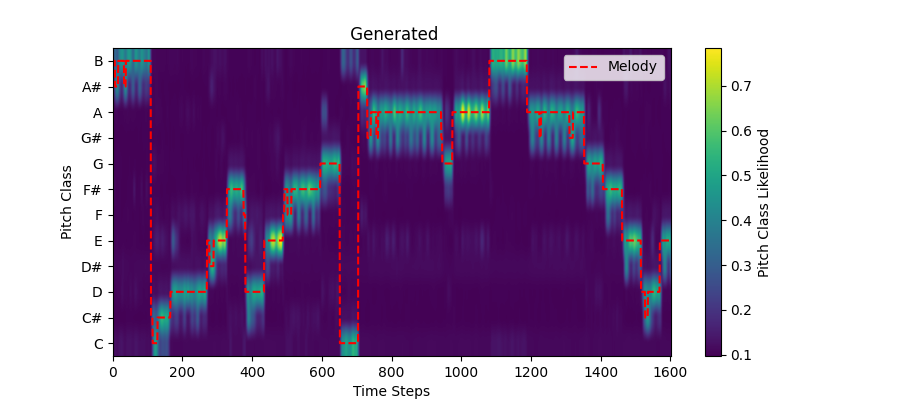 Generated
Pitch Class
B
A#
A
G#
G
F#
F
E
D#
D
C#
C
Melody
0
200
400
600
800
1000
1200
1400
1600
Time Steps
0.7
0.6
0.5
0.4
0.3
0.2
0.1
Pitch Class Likelihood